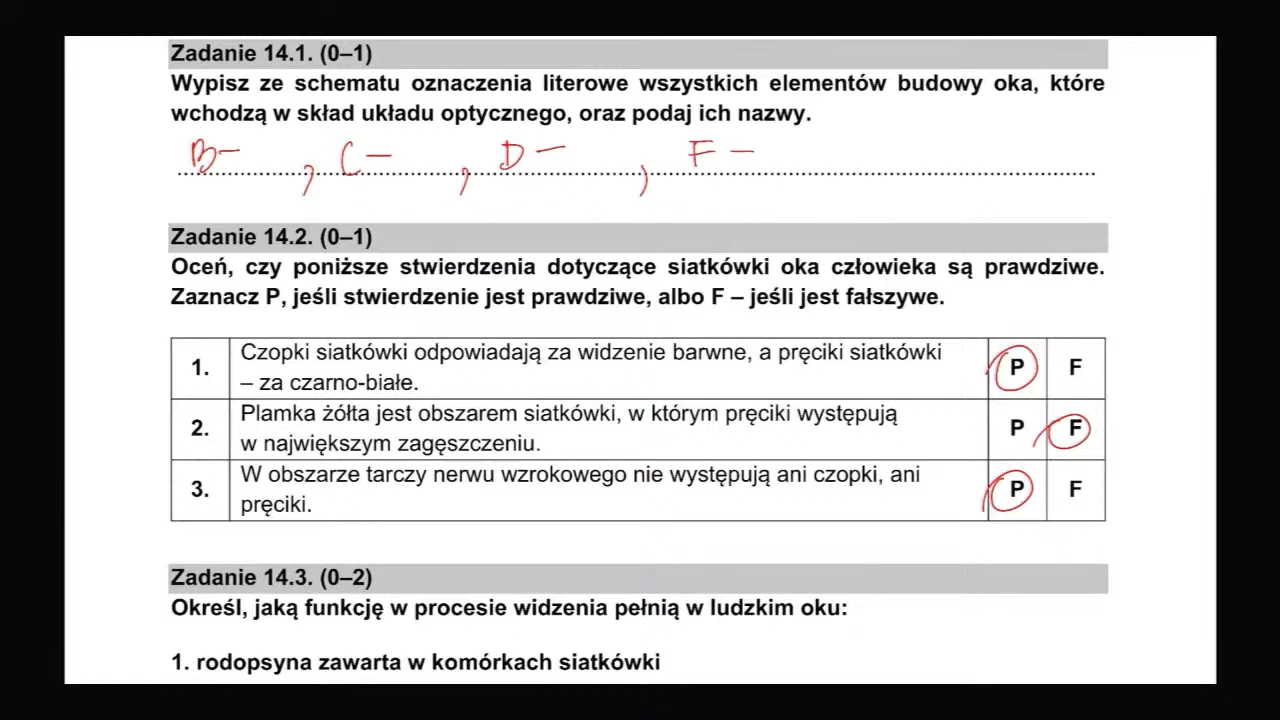 Zadanie 14.1. (0–1)
Wypisz ze schematu oznaczenia literowe wszystkich elementów budowy oka, które
wchodzą w skład układu optycznego, oraz podaj ich nazwy.
B– , C – , D – , F –
Zadanie 14.2. (0–1)
Oceń, czy poniższe stwierdzenia dotyczące siatkówki oka człowieka są prawdziwe.
Zaznacz P, jeśli stwierdzenie jest prawdziwe, albo F – jeśli jest fałszywe.
1. Czopki siatkówki odpowiadają za widzenie barwne, a pręciki siatkówki P F
– za czarno-białe.
2. Plamka żółta jest obszarem siatkówki, w którym pręciki występują P F
w największym zagęszczeniu.
3. W obszarze tarczy nerwu wzrokowego nie występują ani czopki, ani P F
pręciki.
Zadanie 14.3. (0–2)
Określ, jaką funkcję w procesie widzenia pełnią w ludzkim oku:
1. rodopsyna zawarta w komórkach siatkówki